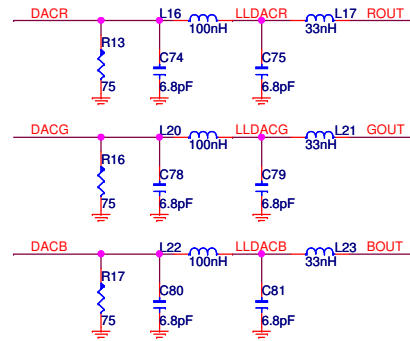 DACR L16 LLDACR L17 ROUT
R13 100nH 33nH
C74 C75
75 6.8pF 6.8pF
DACG L20 LLDACG L21 GOUT
R16 100nH 33nH
C78 C79
75 6.8pF 6.8pF
DACB L22 LLDACB L23 BOUT
R17 100nH 33nH
C80 C81
75 6.8pF 6.8pF